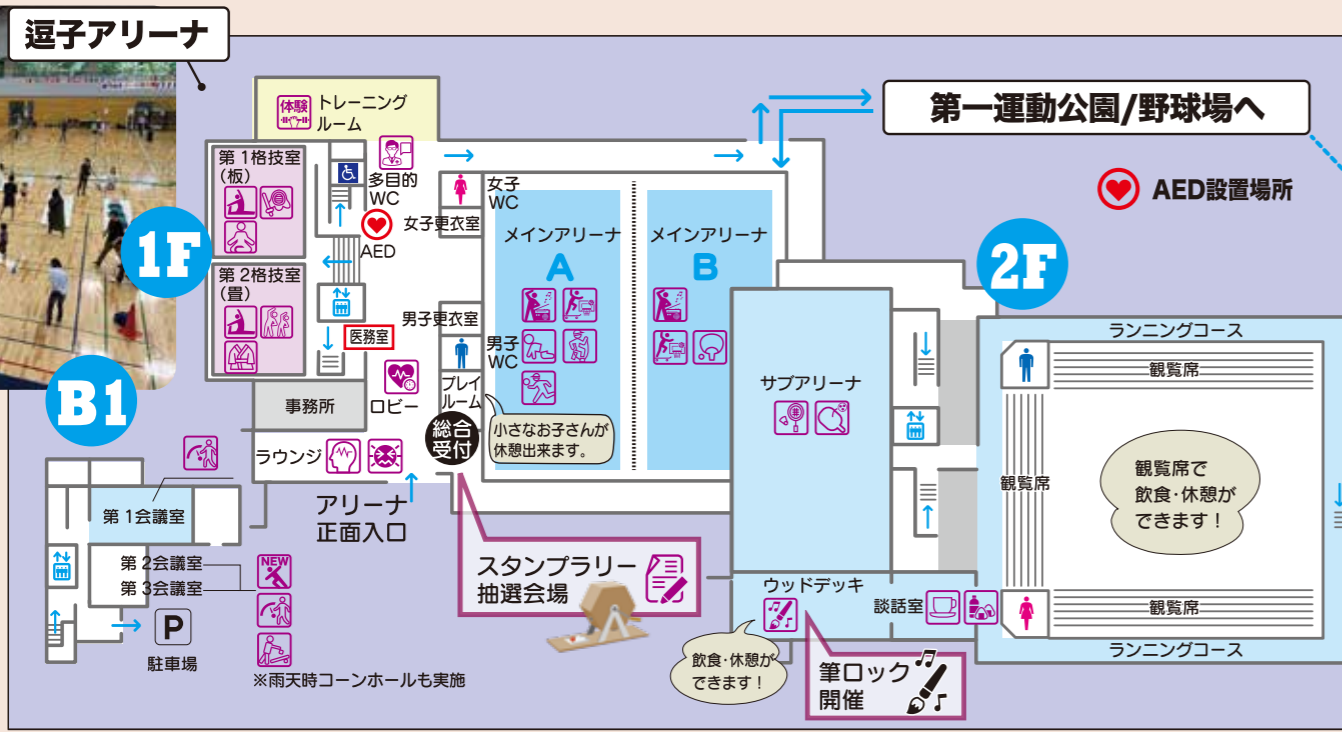 逗子アリーナ
第一運動公園/野球場へ
AED設置場所
1F
体験
トレーニング
ルーム
第1格技室
(板)
多目的
WC
AED
女子
WC
女子更衣室
第2格技室
(畳)
医務室
男子更衣室
男子
WC
プレイ
ルーム
小さなお子さんが
休憩出来ます。
事務所
ロビー
総合
受付
ラウンジ
アリーナ
正面入口
メインアリーナ
A
メインアリーナ
B
スタンプラリー
抽選会場
B1
第1会議室
第2会議室
第3会議室
NEW
P
駐車場
※雨天時コーンホールも実施
2F
サブアリーナ
ランニングコース
観覧席
観覧席
観覧席で
飲食・休憩が
できます!
観覧席
ランニングコース
ウッドデッキ
談話室
飲食・休憩が
できます!
筆ロック
開催